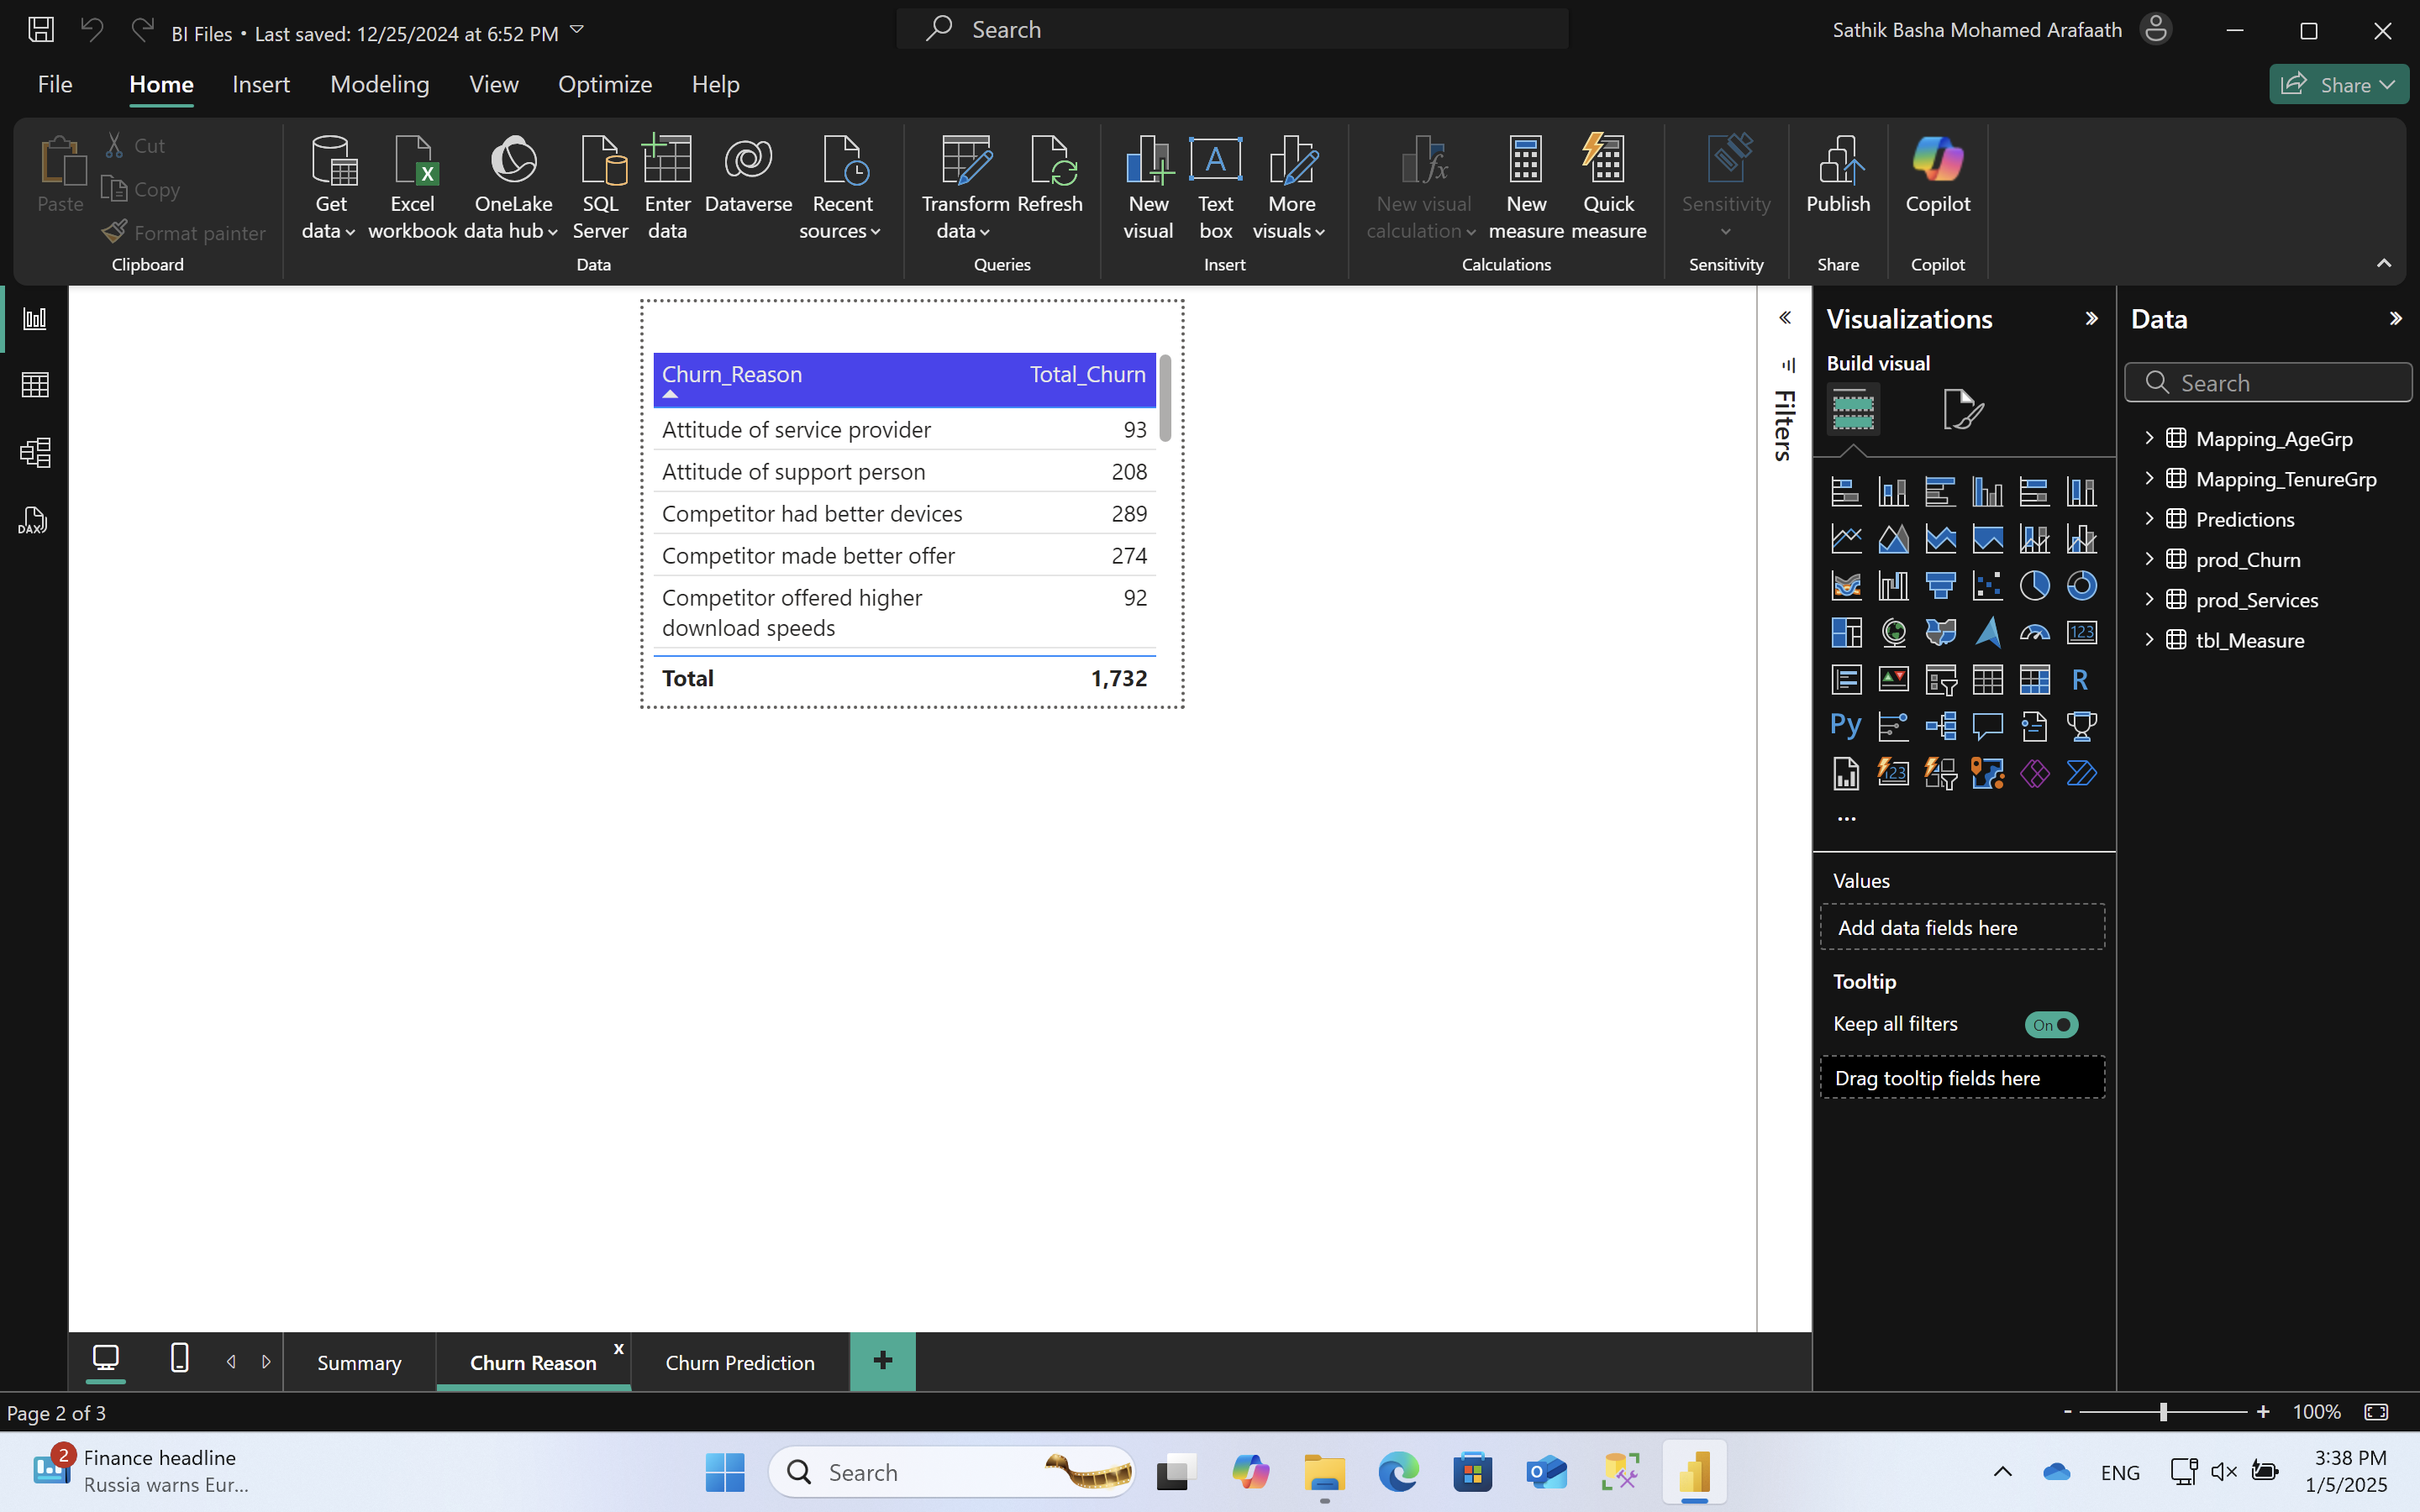 BI Files • Last saved: 12/25/2024 at 6:52 PM
Search
Sathik Basha Mohamed Arafaath
File
Home
Insert
Modeling
View
Optimize
Help
Share
Paste
Cut
Copy
Format painter
Clipboard
Get data
Excel workbook
OneLake data hub
SQL Server
Enter data
Dataverse
Recent sources
Data
Transform data
Refresh
Queries
New visual
A
Text box
More visuals
Insert
New visual calculation
New measure
Quick measure
Calculations
Sensitivity
Sensitivity
Publish
Share
Copilot
Copilot
DAX
Churn_Reason Total_Churn
Attitude of service provider 93
Attitude of support person 208
Competitor had better devices 289
Competitor made better offer 274
Competitor offered higher 92
download speeds
Total 1,732
Filters
Visualizations
Build visual
123
R
Py
123
Values
Add data fields here
Tooltip
Keep all filters On
Drag tooltip fields here
Data
Search
Mapping_AgeGrp
Mapping_TenureGrp
Predictions
prod_Churn
prod_Services
tbl_Measure
Summary
Churn Reason x
Churn Prediction
+
Page 2 of 3
- + 100%
2
Finance headline
Russia warns Eur...
Search
ENG
3:38 PM
1/5/2025